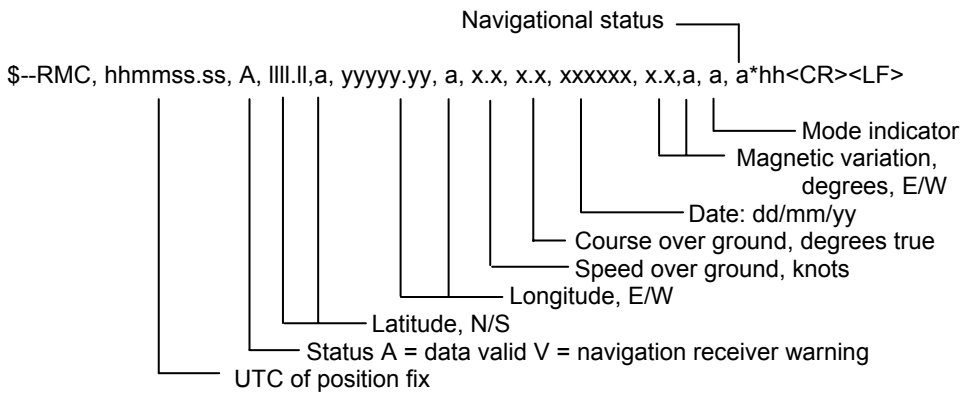 Navigational status
$--RMC, hhmmss.ss, A, llll.ll,a, yyyyy.yy, a, x.x, x.x, xxxxxx, x.x,a, a, a*hh<CR><LF>
Mode indicator
Magnetic variation,
degrees, E/W
Date: dd/mm/yy
Course over ground, degrees true
Speed over ground, knots
Longitude, E/W
Latitude, N/S
Status A = data valid V = navigation receiver warning
UTC of position fix